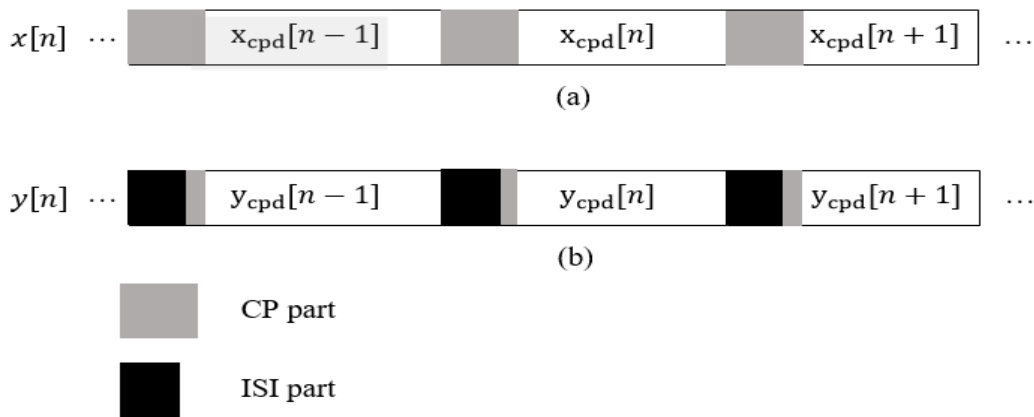 x[n] … x_cpd[n − 1] x_cpd[n] x_cpd[n + 1] …
(a)
y[n] … y_cpd[n − 1] y_cpd[n] y_cpd[n + 1] …
(b)
CP part
ISI part